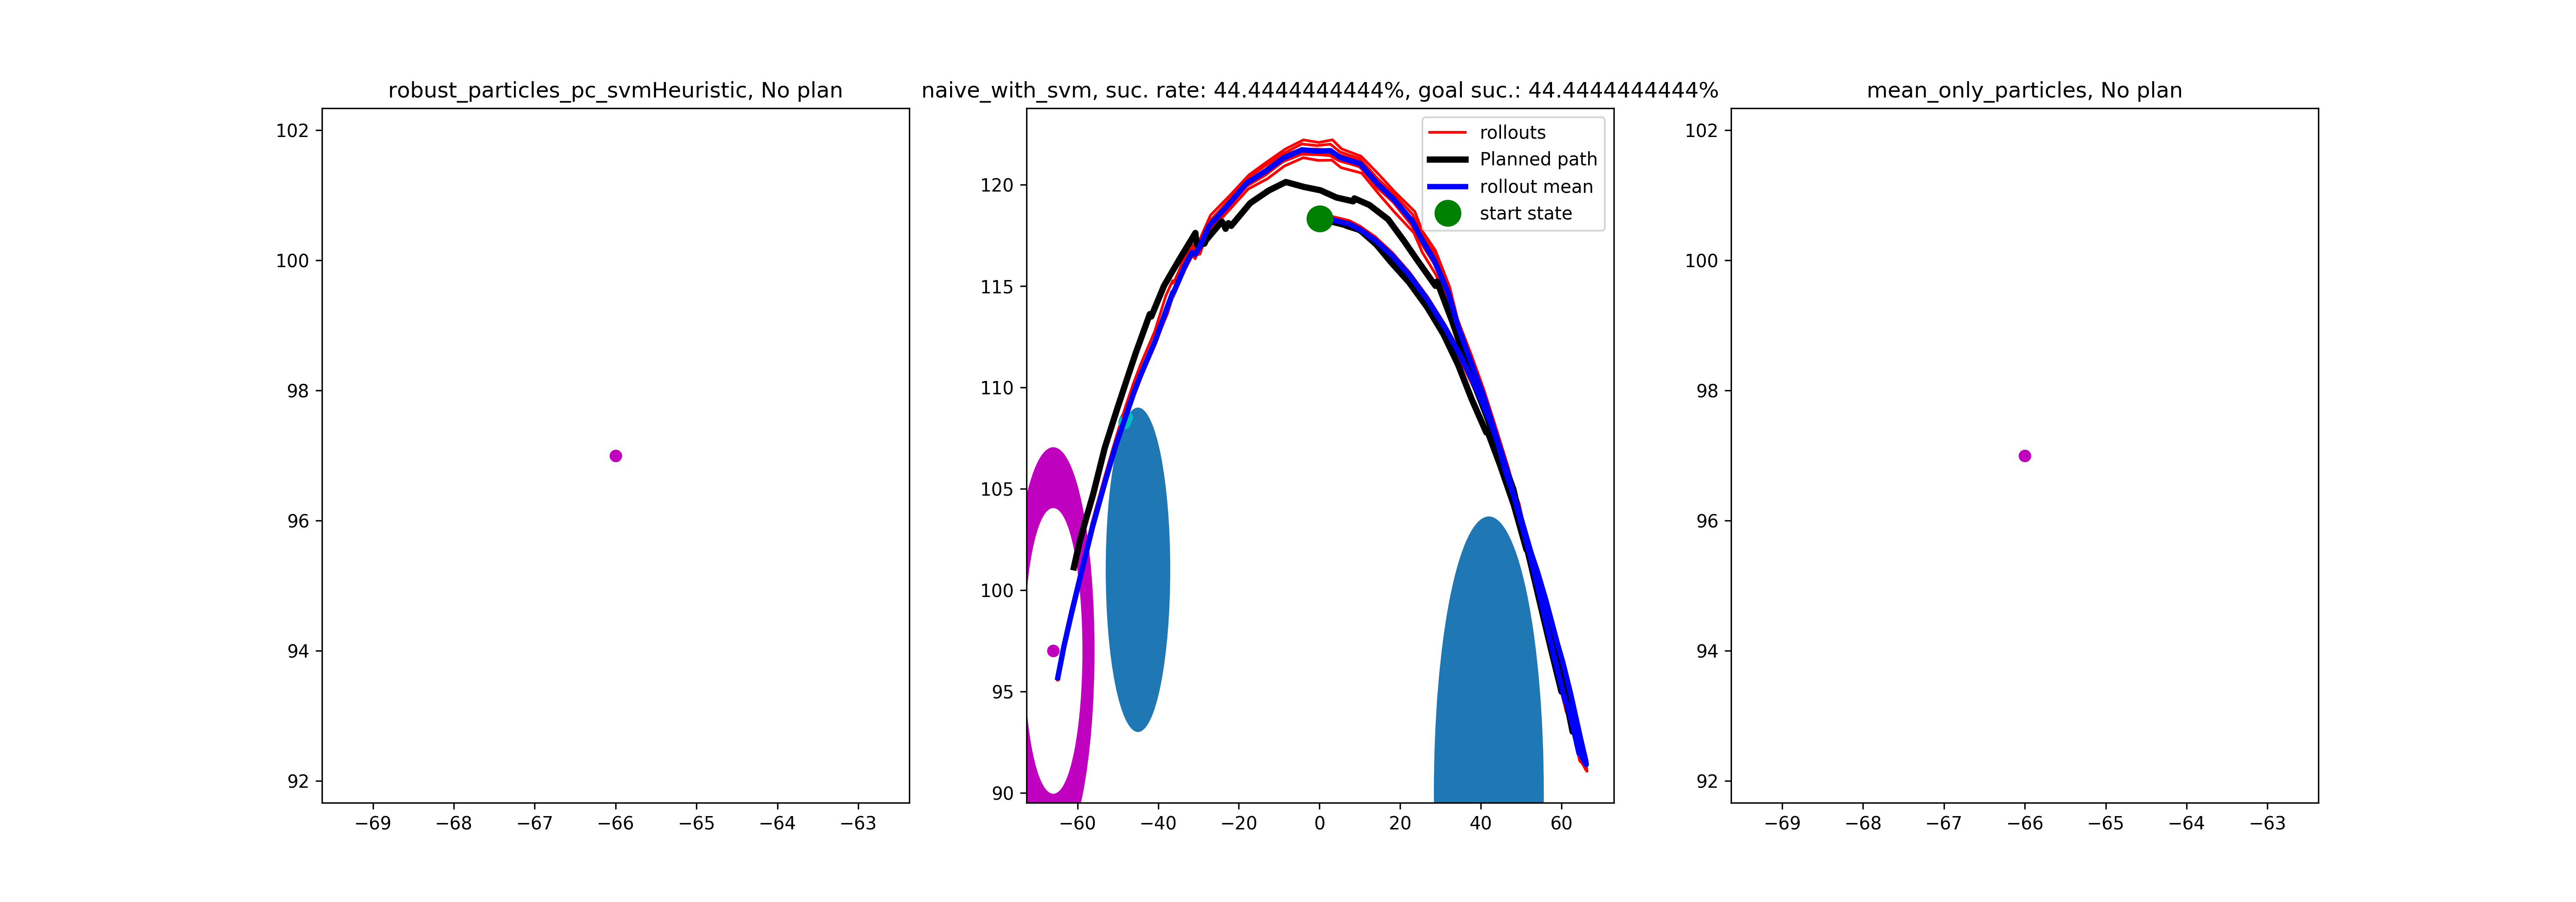 robust_particles_pc_svmHeuristic, No plan
102
100
98
96
94
92
−69 −68 −67 −66 −65 −64 −63
naive_with_svm, suc. rate: 44.4444444444%, goal suc.: 44.4444444444%
rollouts
Planned path
rollout mean
start state
120
115
110
105
100
95
90
−60 −40 −20 0 20 40 60
mean_only_particles, No plan
102
100
98
96
94
92
−69 −68 −67 −66 −65 −64 −63